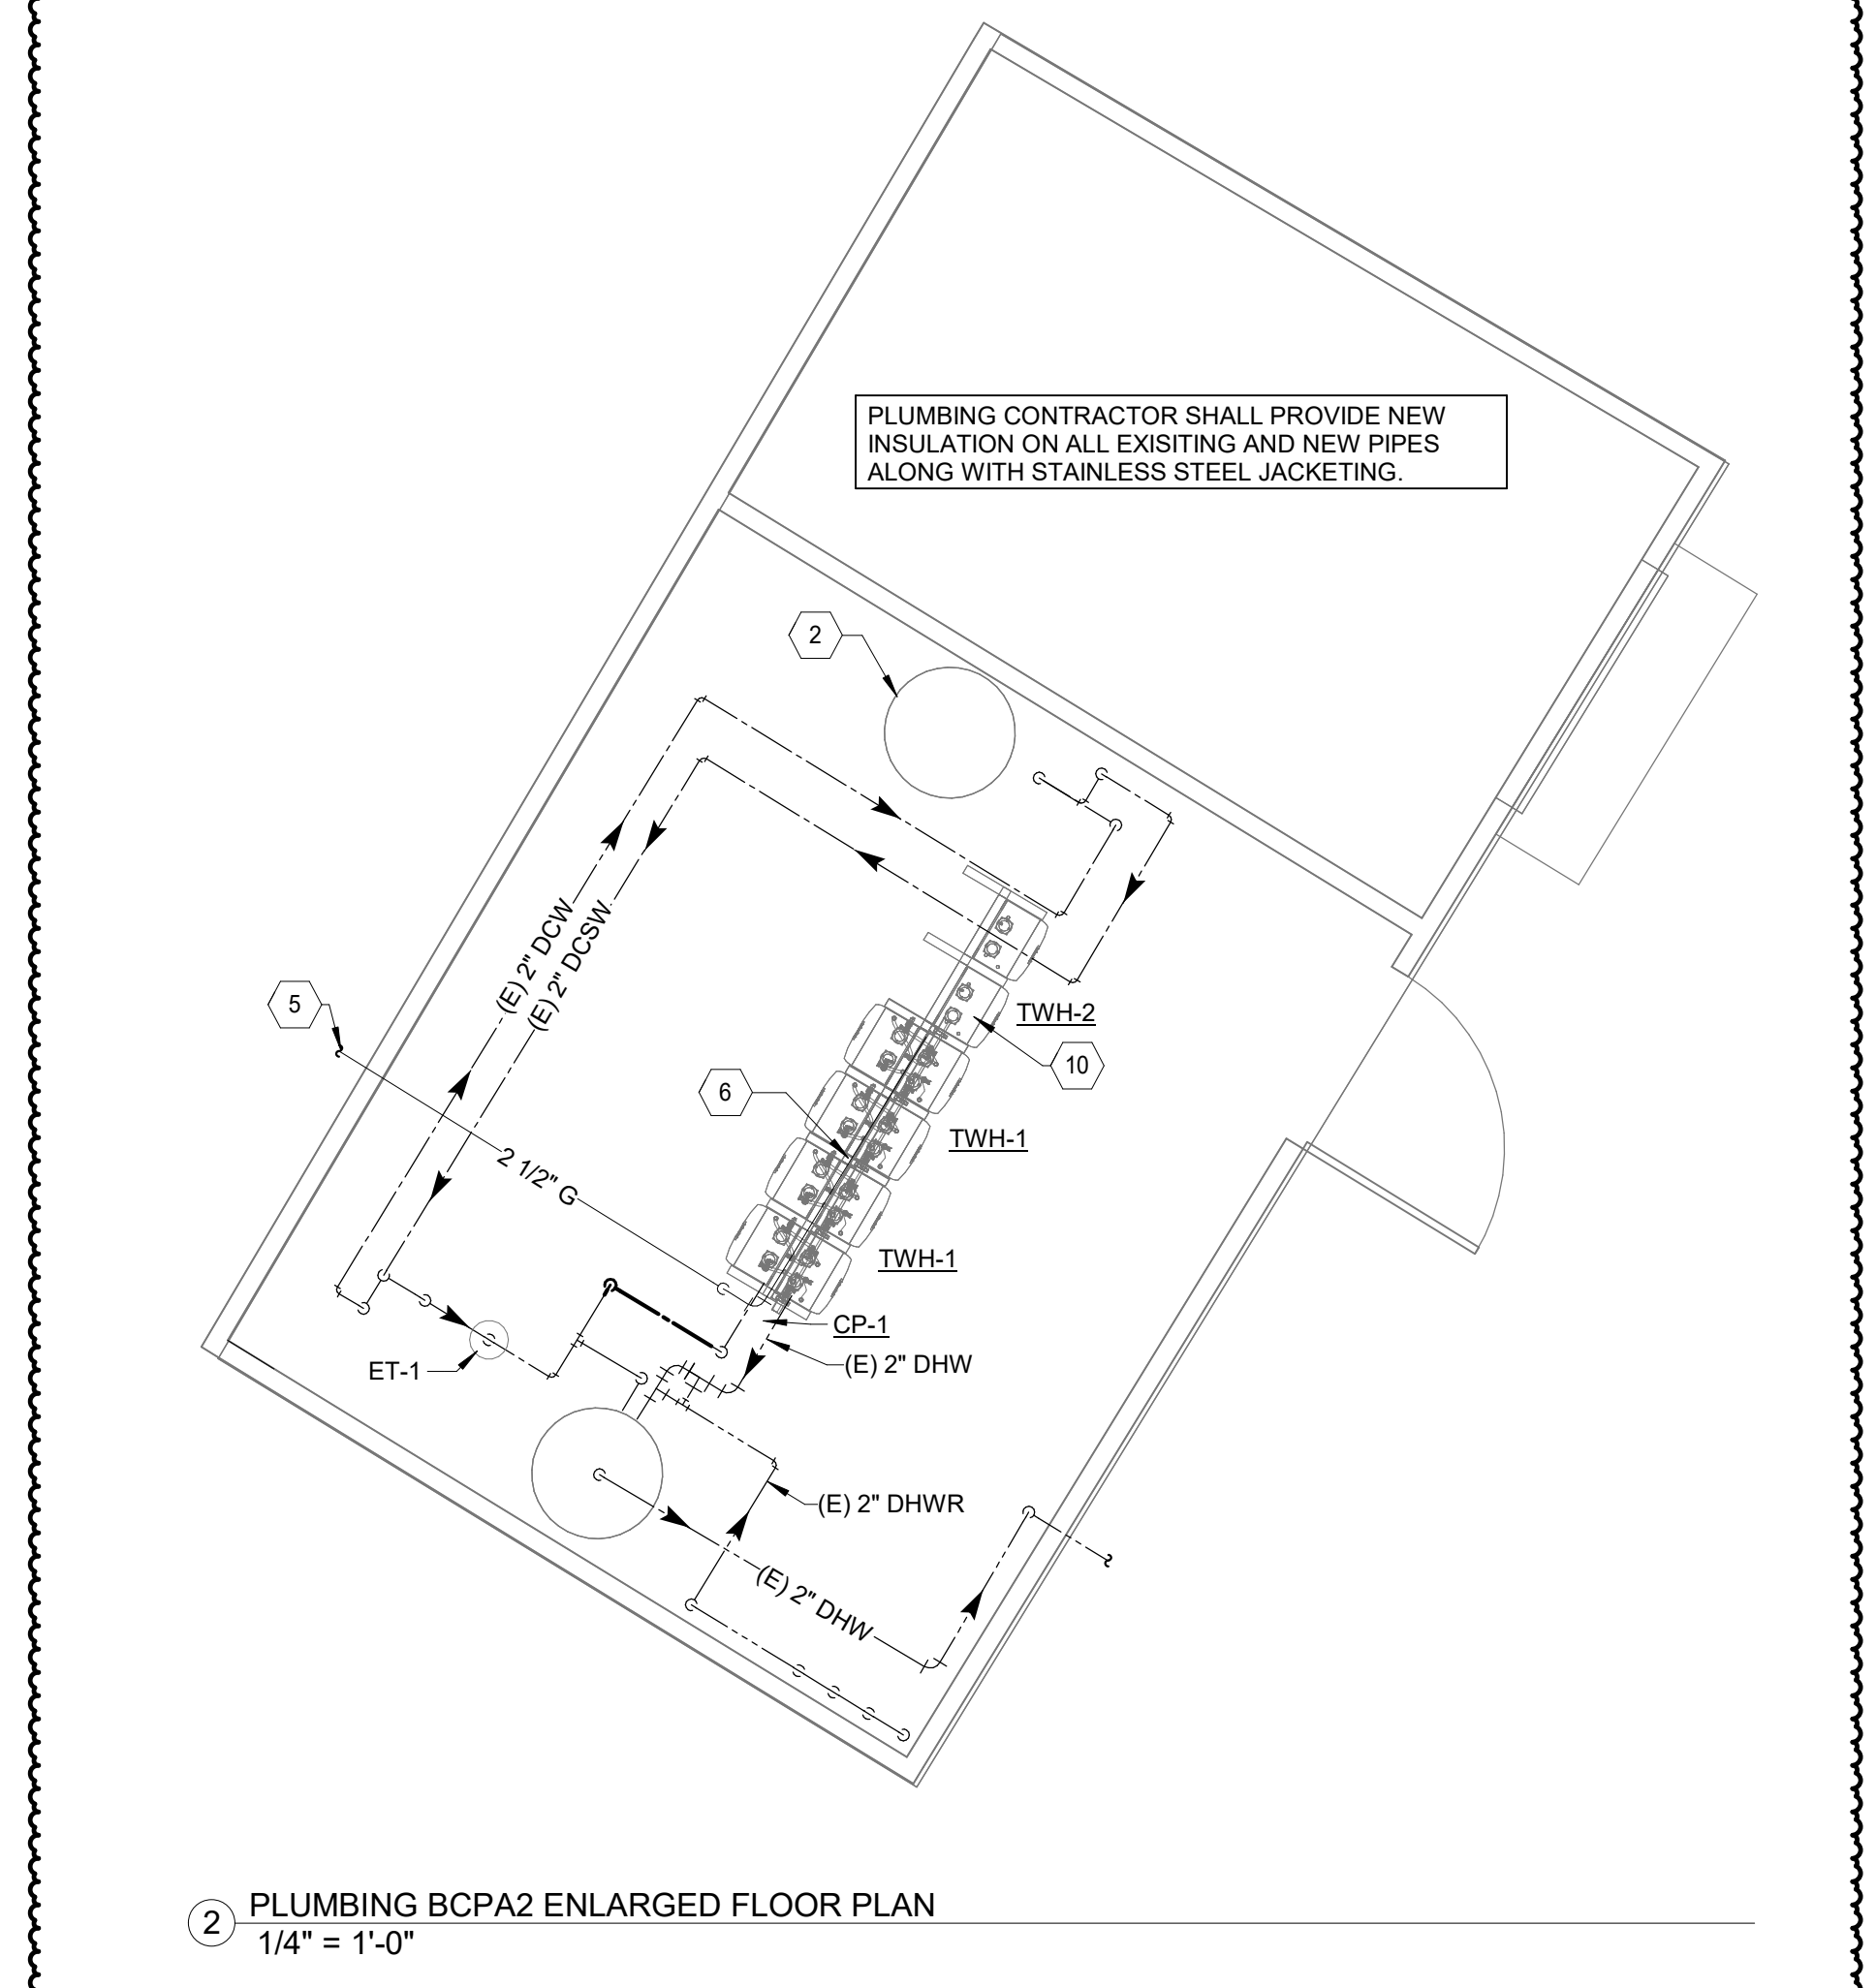 PLUMBING CONTRACTOR SHALL PROVIDE NEW
INSULATION ON ALL EXISITING AND NEW PIPES
ALONG WITH STAINLESS STEEL JACKETING.
2
(E) 2" DCW
(E) 2" DCSW
5
TWH-2
10
6
TWH-1
2 1/2" G
TWH-1
CP-1
(E) 2" DHW
ET-1
(E) 2" DHWR
(E) 2" DHW
2
PLUMBING BCPA2 ENLARGED FLOOR PLAN
1/4" = 1'-0"